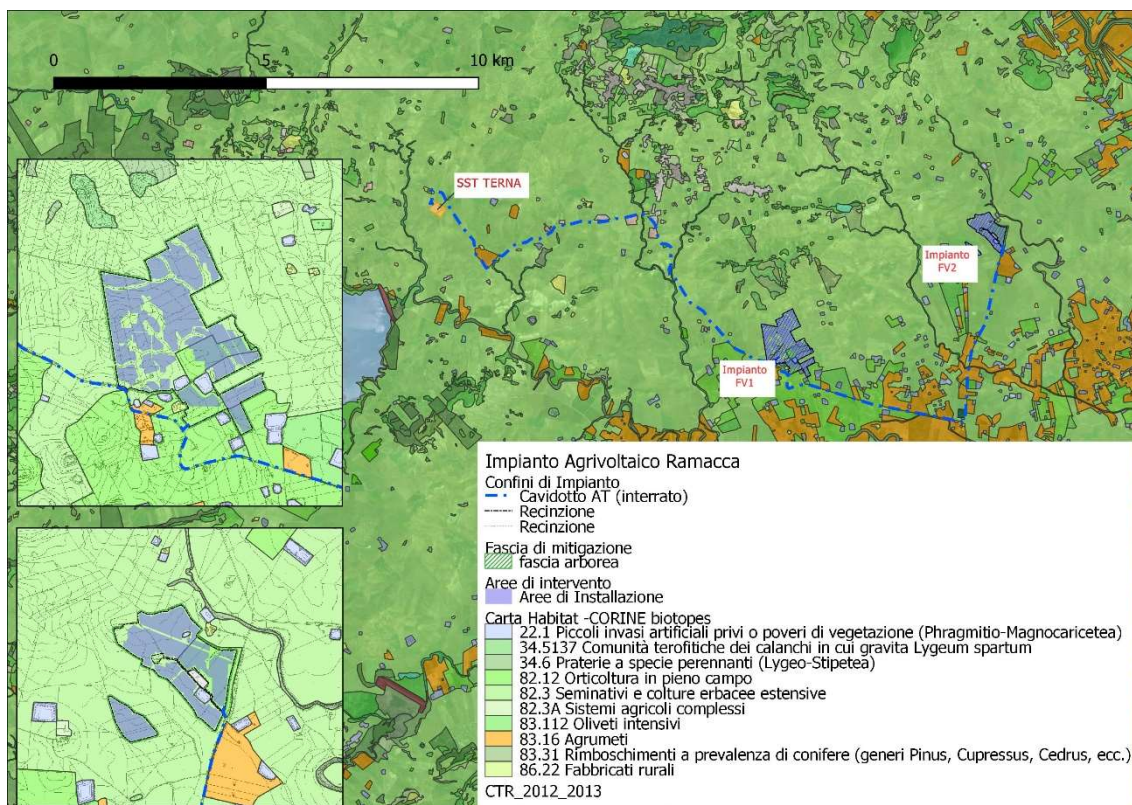 0 5 10 km
SST TERNA
Impianto
FV2
Impianto
FV1
Impianto Agrivoltaico Ramacca
Confini di Impianto
Cavidotto AT (interrato)
Recinzione
Recinzione
Fascia di mitigazione
fascia arborea
Aree di intervento
Aree di Installazione
Carta Habitat -CORINE biotopes
22.1 Piccoli invasi artificiali privi o poveri di vegetazione (Phragmitio-Magnocaricetea)
34.5137 Comunità terofitiche dei calanchi in cui gravita Lygeum spartum
34.6 Praterie a specie perennanti (Lygeo-Stipetea)
82.12 Orticoltura in pieno campo
82.3 Seminativi e colture erbacee estensive
82.3A Sistemi agricoli complessi
83.112 Oliveti intensivi
83.16 Agrumeti
83.31 Rimboschimenti a prevalenza di conifere (generi Pinus, Cupressus, Cedrus, ecc.)
86.22 Fabbricati rurali
CTR_2012_2013